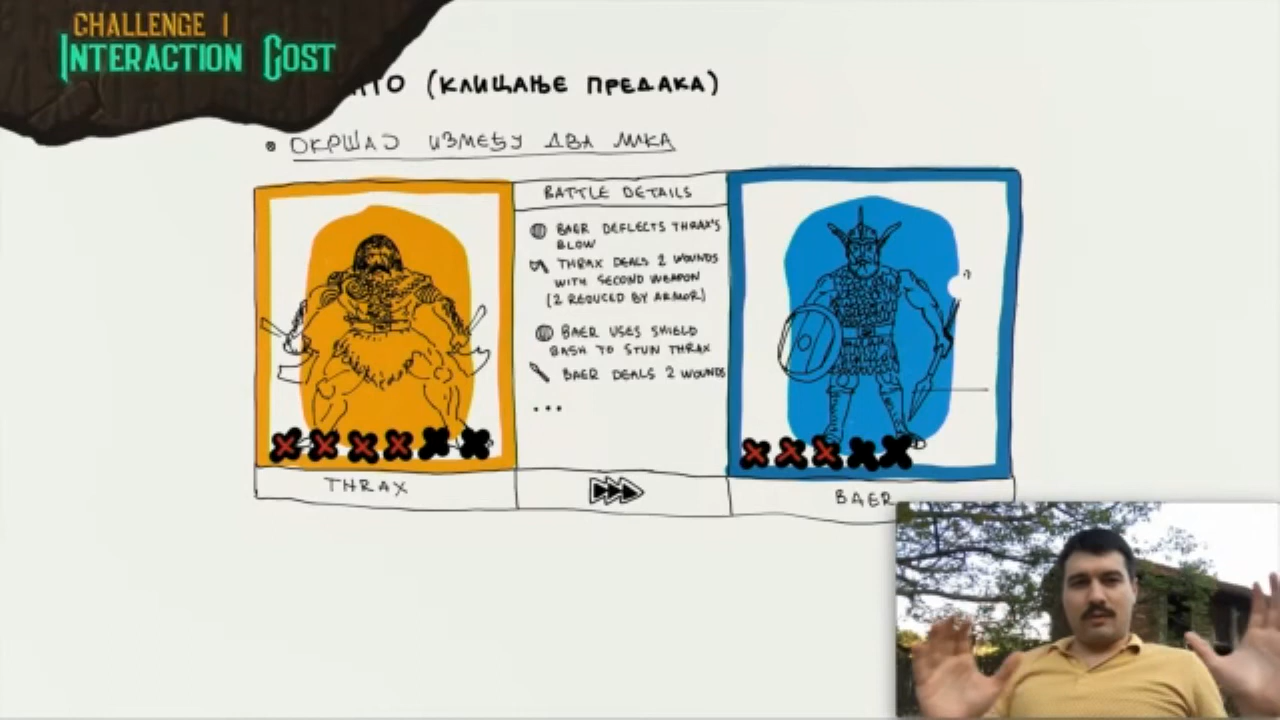 CHALLENGE 1
INTERACTION COST
(КЛИЦАЊЕ ПРЕДАКА)
• ОКРШАЈ ИЗМЕЂУ ДВА ЛИКА
BATTLE DETAILS
BAER DEFLECTS THRAX'S
BLOW
THRAX DEALS 2 WOUNDS
WITH SECOND WEAPON
(2 REDUCED BY ARMOR)
BAER USES SHIELD
BASH TO STUN THRAX
BAER DEALS 2 WOUNDS
...
THRAX
BAER